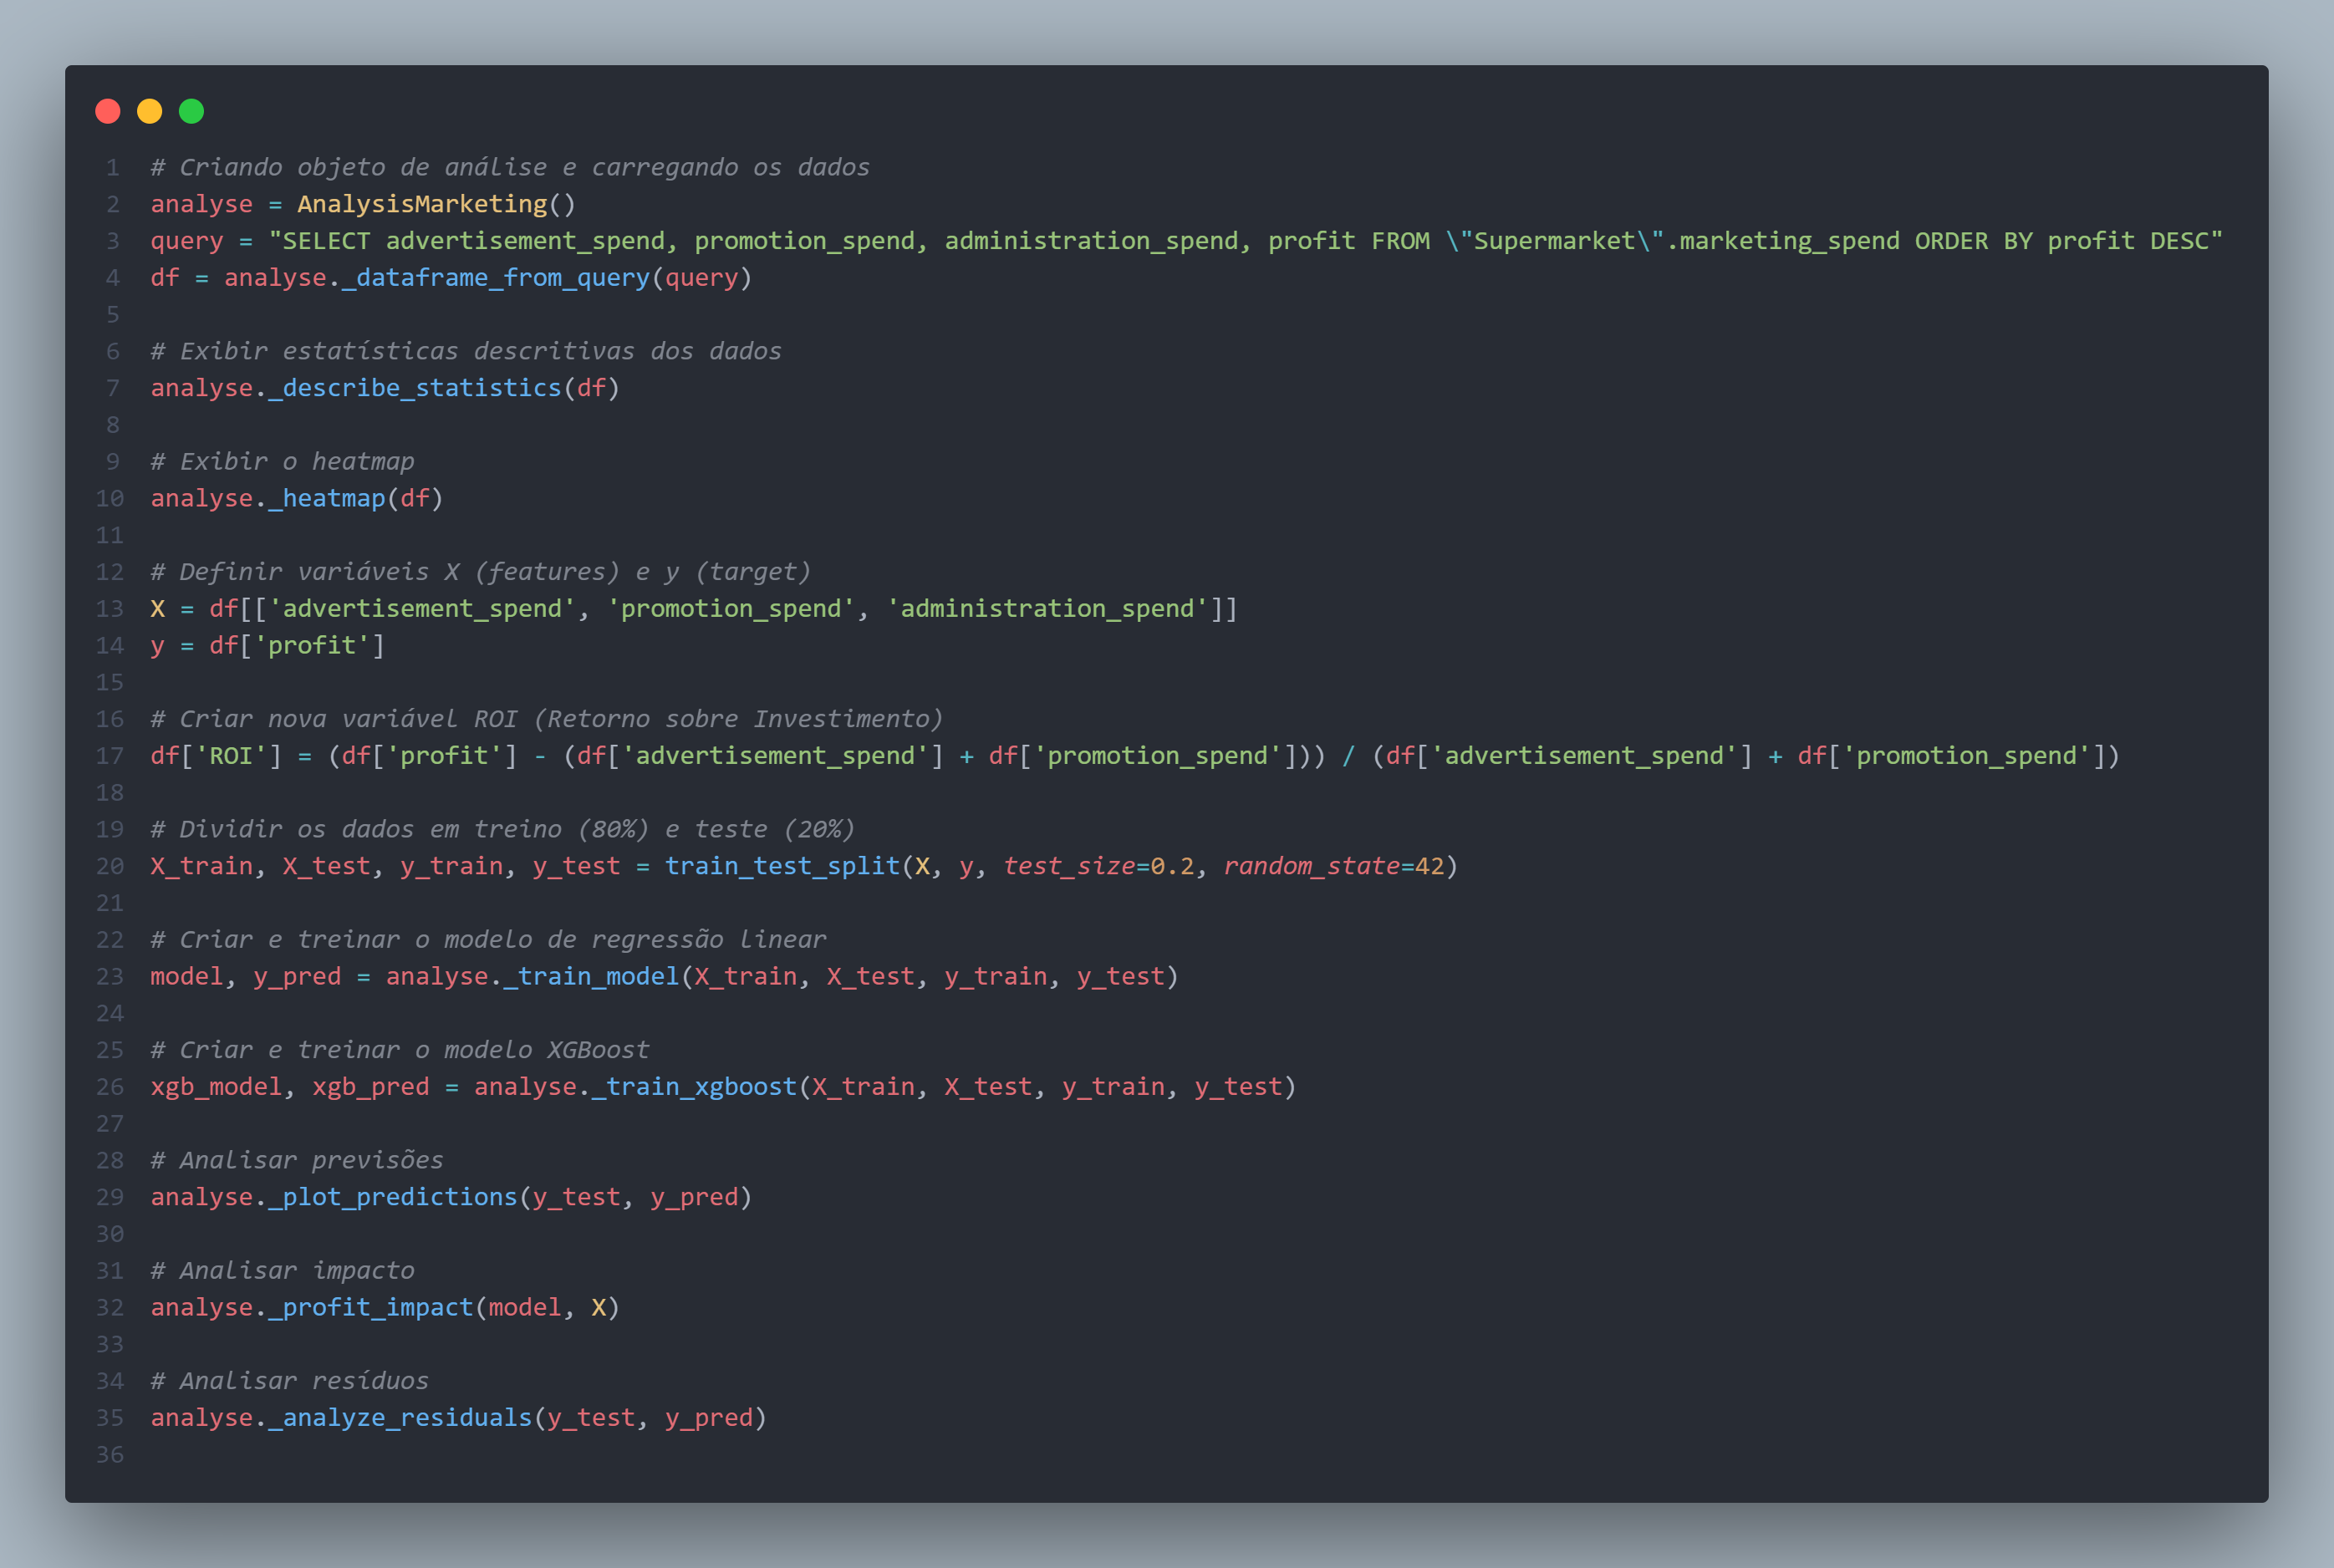 1 # Criando objeto de análise e carregando os dados
2 analyse = AnalysisMarketing()
3 query = "SELECT advertisement_spend, promotion_spend, administration_spend, profit FROM \"Supermarket\".marketing_spend ORDER BY profit DESC"
4 df = analyse._dataframe_from_query(query)
5
6 # Exibir estatísticas descritivas dos dados
7 analyse._describe_statistics(df)
8
9 # Exibir o heatmap
10 analyse._heatmap(df)
11
12 # Definir variáveis X (features) e y (target)
13 X = df[['advertisement_spend', 'promotion_spend', 'administration_spend']]
14 y = df['profit']
15
16 # Criar nova variável ROI (Retorno sobre Investimento)
17 df['ROI'] = (df['profit'] - (df['advertisement_spend'] + df['promotion_spend'])) / (df['advertisement_spend'] + df['promotion_spend'])
18
19 # Dividir os dados em treino (80%) e teste (20%)
20 X_train, X_test, y_train, y_test = train_test_split(X, y, test_size=0.2, random_state=42)
21
22 # Criar e treinar o modelo de regressão linear
23 model, y_pred = analyse._train_model(X_train, X_test, y_train, y_test)
24
25 # Criar e treinar o modelo XGBoost
26 xgb_model, xgb_pred = analyse._train_xgboost(X_train, X_test, y_train, y_test)
27
28 # Analisar previsões
29 analyse._plot_predictions(y_test, y_pred)
30
31 # Analisar impacto
32 analyse._profit_impact(model, X)
33
34 # Analisar resíduos
35 analyse._analyze_residuals(y_test, y_pred)
36